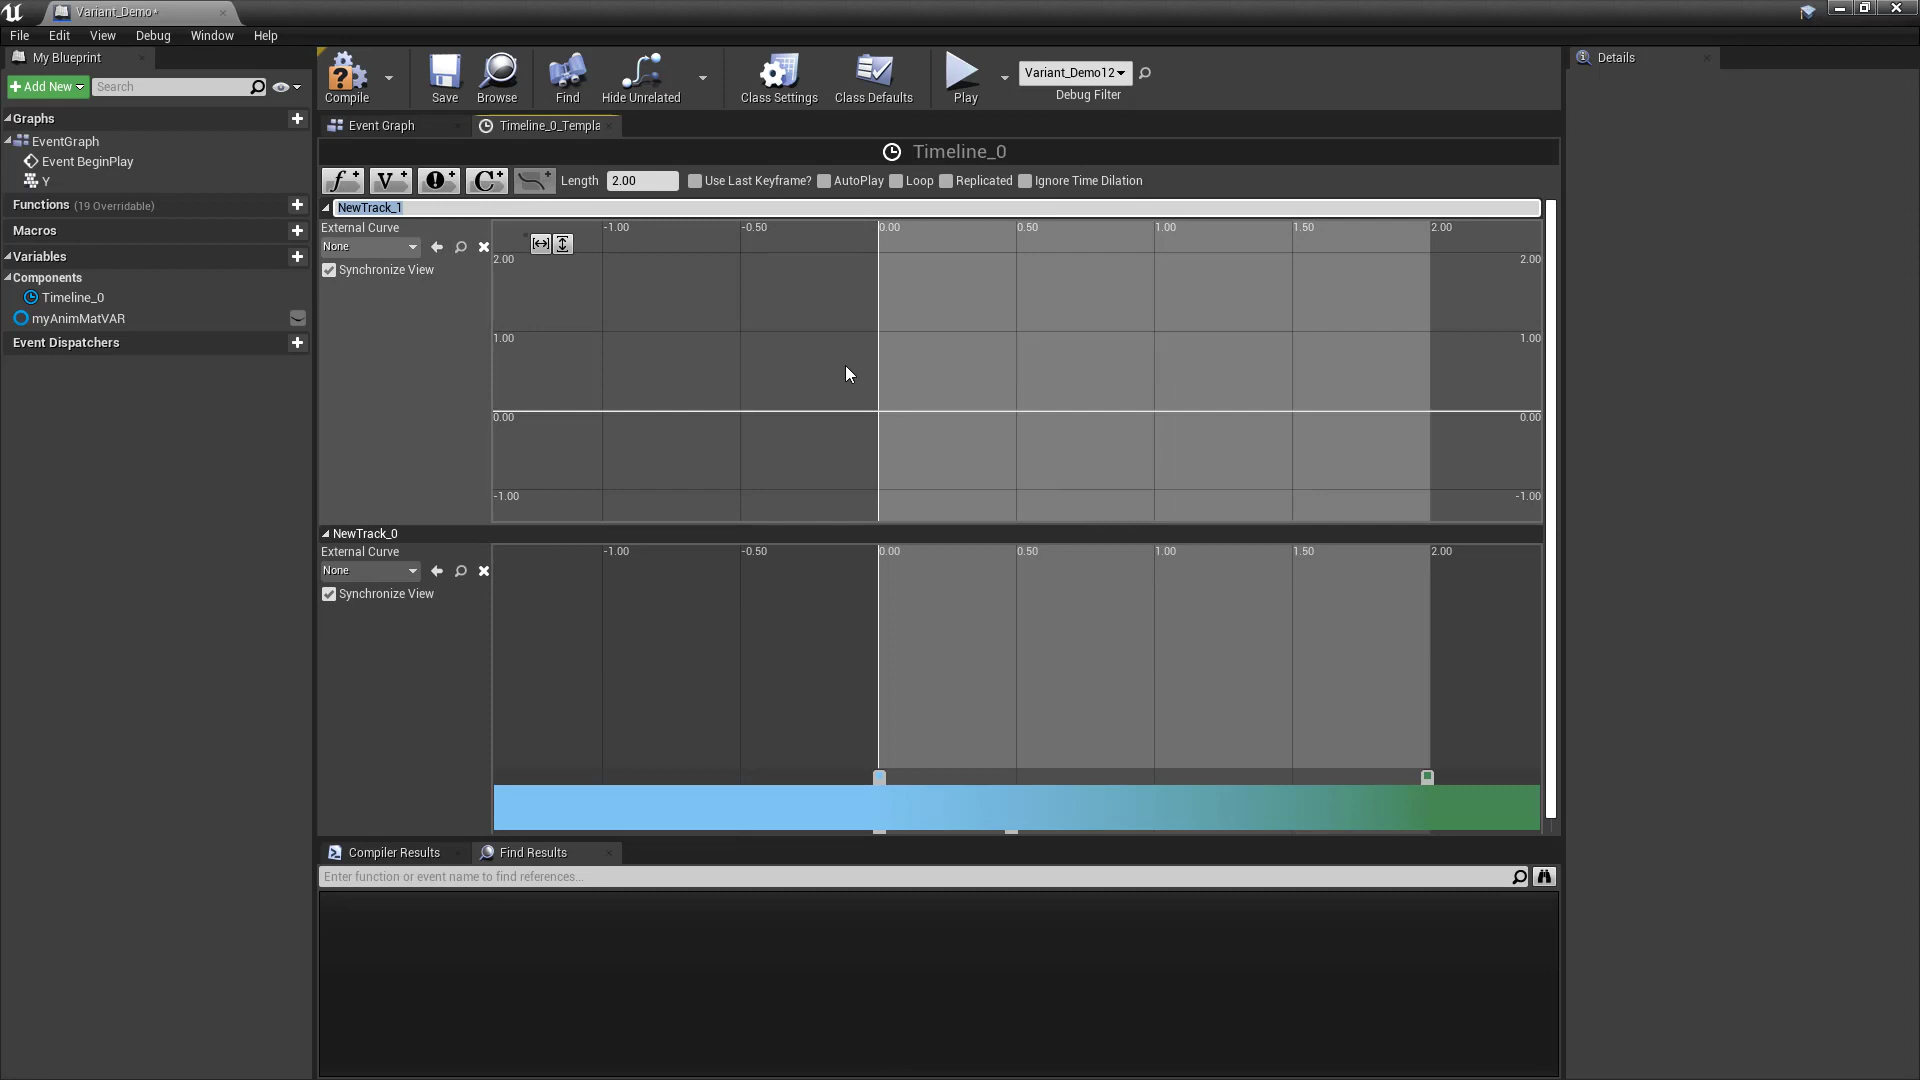 Variant_Demo*
File Edit View Debug Window Help
My Blueprint
Add New Search
Graphs
EventGraph
Event BeginPlay
Y
Functions (19 Overridable)
Macros
Variables
Components
Timeline_0
myAnimMatVAR
Event Dispatchers
Compile Save Browse Find Hide Unrelated Class Settings Class Defaults Play
Variant_Demo12
Debug Filter
Event Graph Timeline_0_Templa
Timeline_0
f+ V+ !+ C+ Length 2.00 Use Last Keyframe? AutoPlay Loop Replicated Ignore Time Dilation
NewTrack_1
External Curve
None
Synchronize View
-1.00 -0.50 0.00 0.50 1.00 1.50 2.00
2.00 2.00
1.00 1.00
0.00 0.00
-1.00 -1.00
NewTrack_0
External Curve
None
Synchronize View
-1.00 -0.50 0.00 0.50 1.00 1.50 2.00
Compiler Results Find Results
Enter function or event name to find references...
Details